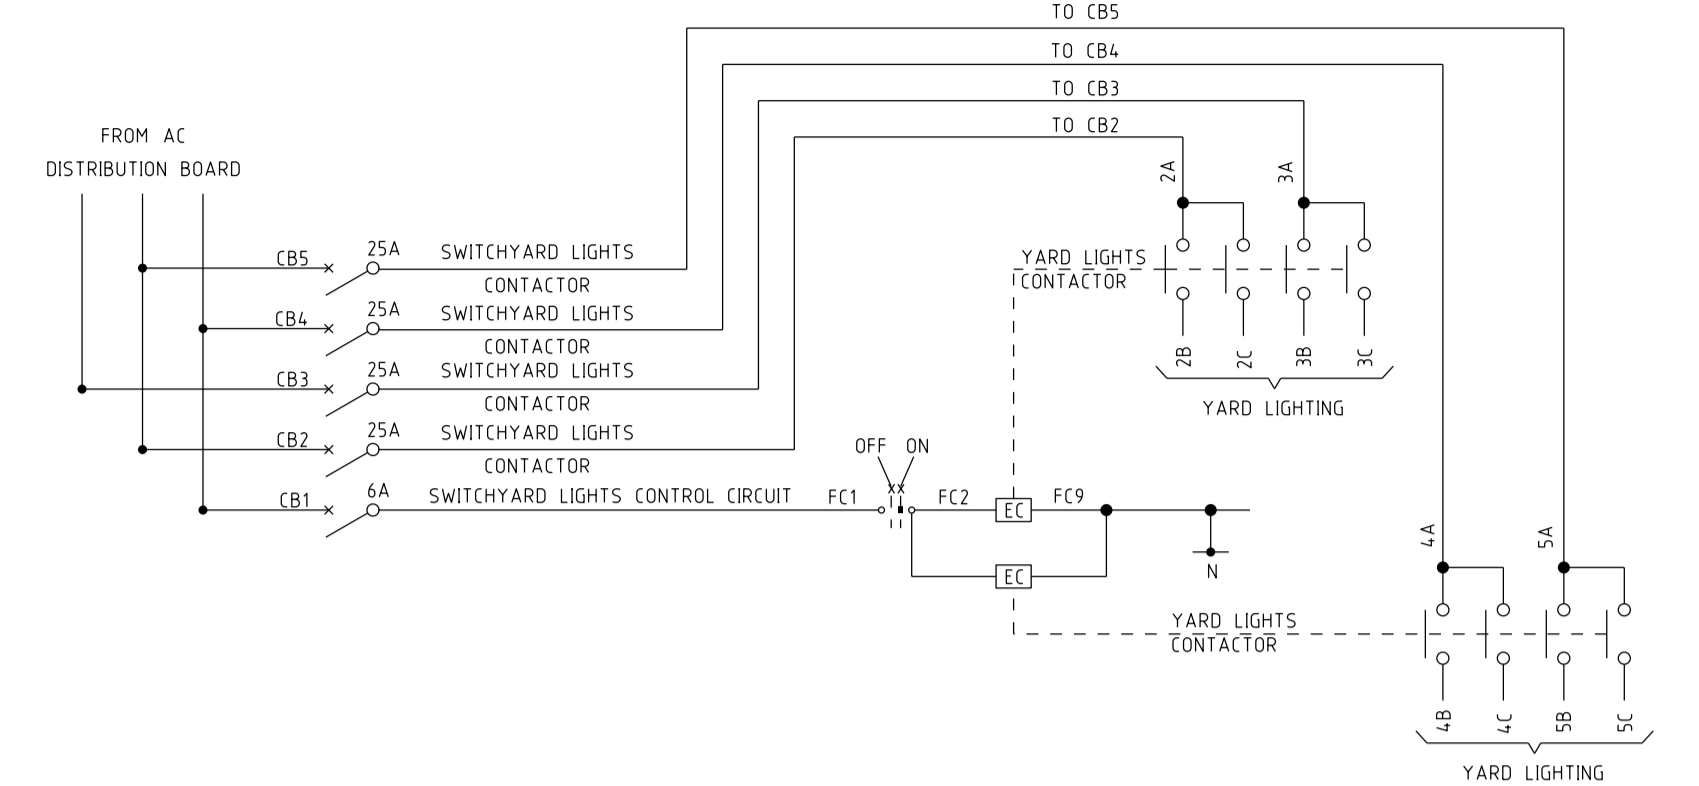 TO CB5
TO CB4
TO CB3
TO CB2
FROM AC
DISTRIBUTION BOARD
2A
3A
CB5
25A
SWITCHYARD LIGHTS
CONTACTOR
CB4
25A
SWITCHYARD LIGHTS
CONTACTOR
CB3
25A
SWITCHYARD LIGHTS
CONTACTOR
CB2
25A
SWITCHYARD LIGHTS
CONTACTOR
CB1
6A
SWITCHYARD LIGHTS CONTROL CIRCUIT
FC1
OFF
ON
FC2
EC
FC9
EC
N
YARD LIGHTS
CONTACTOR
2B
2C
3B
3C
YARD LIGHTING
4A
5A
YARD LIGHTS
CONTACTOR
4B
4C
5B
5C
YARD LIGHTING